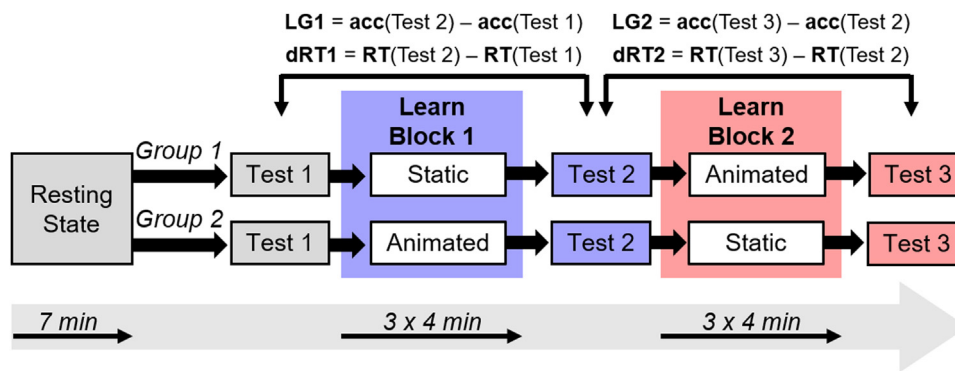 LG1 = acc(Test 2) – acc(Test 1)
LG2 = acc(Test 3) – acc(Test 2)
dRT1 = RT(Test 2) – RT(Test 1)
dRT2 = RT(Test 3) – RT(Test 2)
Learn
Block 1
Learn
Block 2
Resting
State
Group 1
Test 1
Static
Test 2
Animated
Test 3
Group 2
Test 1
Animated
Test 2
Static
Test 3
7 min
3 x 4 min
3 x 4 min